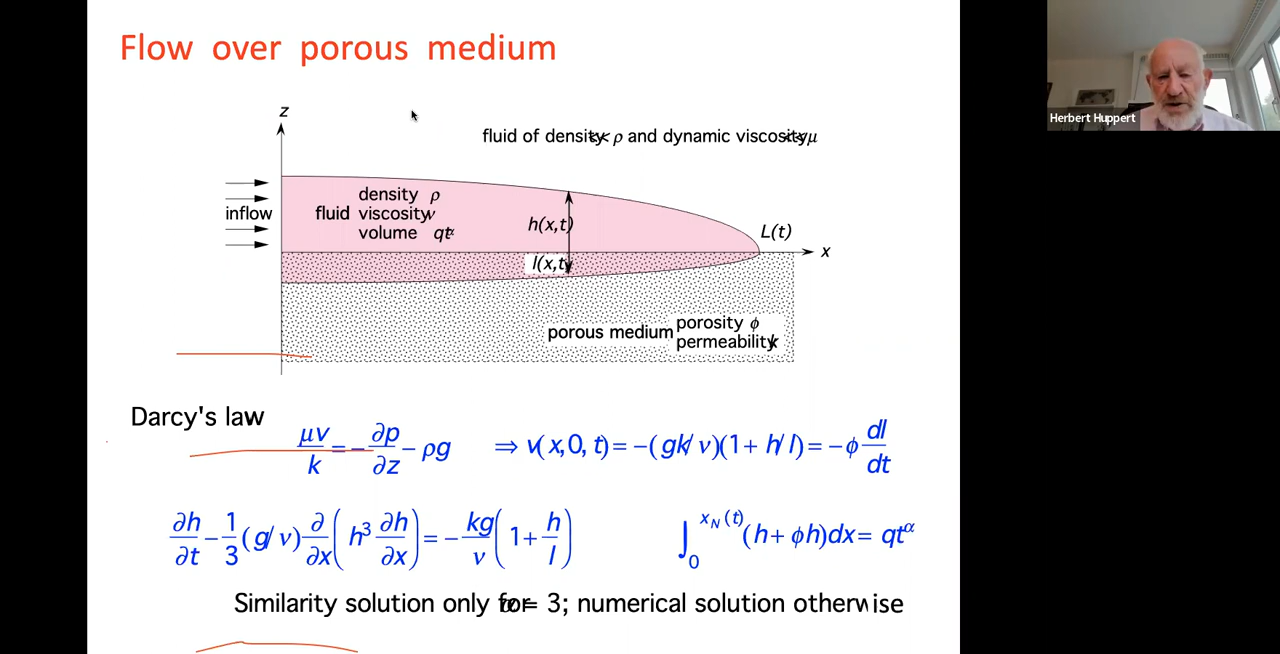 Flow over porous medium
Herbert Huppert
z
fluid of density << ρ and dynamic viscosity << μ
inflow
fluid
density ρ
viscosity ν
volume qt^α
h(x,t)
L(t)
x
l(x,t)
porous medium
porosity ϕ
permeability k
Darcy's law
μv/k = −∂p/∂z − ρg ⇒ v(x,0,t) = −(gk/ν)(1+h/l) = −ϕ dl/dt
∂h/∂t − 1/3 (g/ν) ∂/∂x (h³ ∂h/∂x) = −kg/ν (1+h/l)
∫₀^{x_N(t)} (h+ϕh)dx = qt^α
Similarity solution only for = 3; numerical solution otherwise